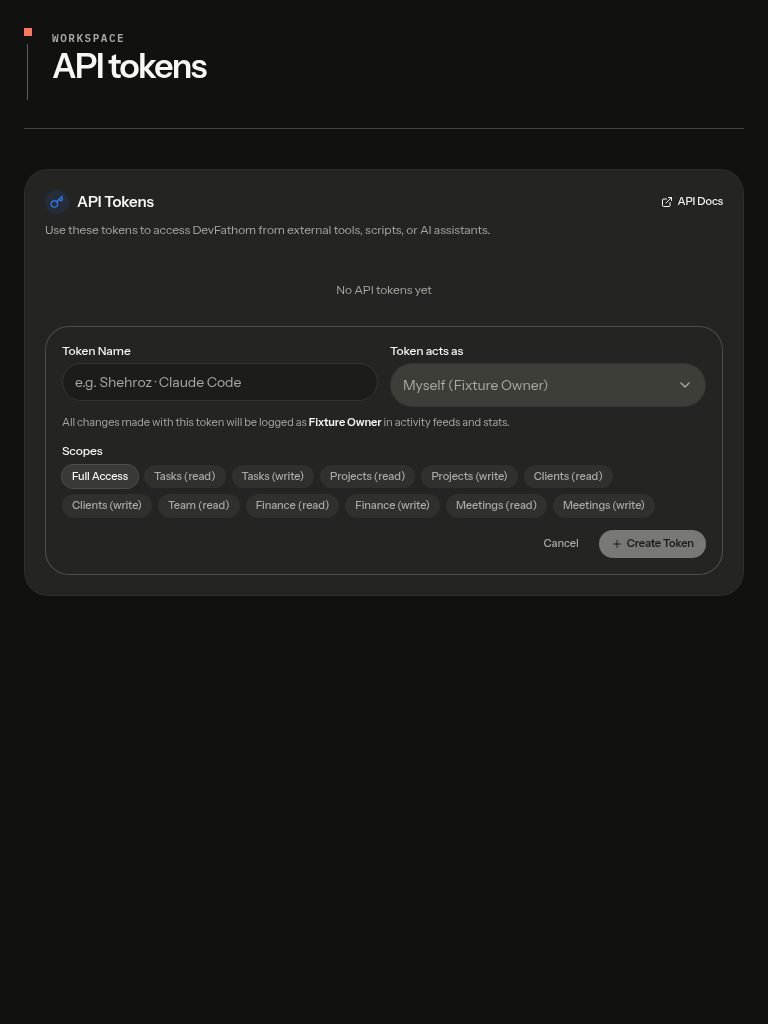 WORKSPACE
API tokens
API Tokens
API Docs
Use these tokens to access DevFathom from external tools, scripts, or AI assistants.
No API tokens yet
Token Name
Token acts as
e.g. Shehroz · Claude Code
Myself (Fixture Owner)
All changes made with this token will be logged as Fixture Owner in activity feeds and stats.
Scopes
Full Access Tasks (read) Tasks (write) Projects (read) Projects (write) Clients (read)
Clients (write) Team (read) Finance (read) Finance (write) Meetings (read) Meetings (write)
Cancel + Create Token